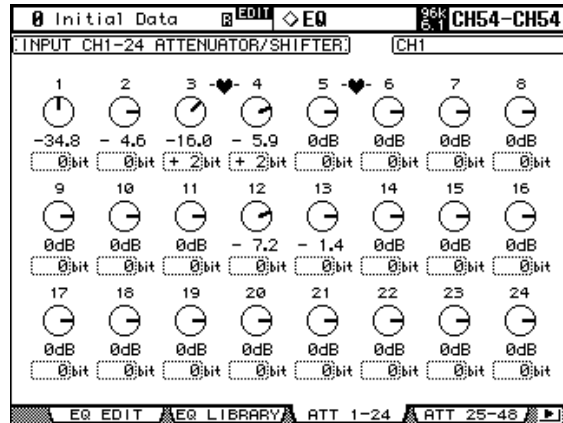 0 Initial Data R EDIT ◇EQ 96k 6.1 CH54-CH54
INPUT CH1-24 ATTENUATOR/SHIFTER CH1
1 2 3 -♥- 4 5 -♥- 6 7 8
-34.8 - 4.6 -16.0 - 5.9 0dB 0dB 0dB 0dB
0bit 0bit + 2bit + 2bit 0bit 0bit 0bit 0bit
9 10 11 12 13 14 15 16
0dB 0dB 0dB - 7.2 - 1.4 0dB 0dB 0dB
0bit 0bit 0bit 0bit 0bit 0bit 0bit 0bit
17 18 19 20 21 22 23 24
0dB 0dB 0dB 0dB 0dB 0dB 0dB 0dB
0bit 0bit 0bit 0bit 0bit 0bit 0bit 0bit
EQ EDIT EQ LIBRARY ATT 1-24 ATT 25-48